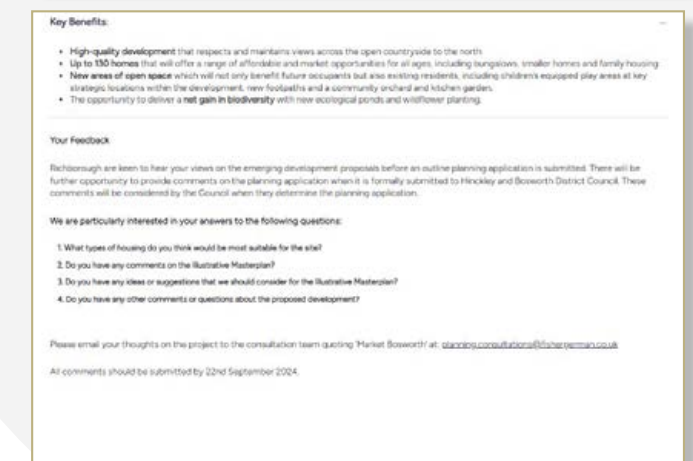 Key Benefits:
• High-quality development that respects and maintains views across the open countryside to the north
• Up to 130 homes that will offer a range of affordable and market opportunities for all ages, including bungalows, smaller homes and family housing
• New areas of open space which will not only benefit future occupants but also existing residents, including children's equipped play areas at key
strategic locations within the development, new footpaths and a community orchard and kitchen garden.
• The opportunity to deliver a net gain in biodiversity with new ecological ponds and wildflower planting.
Your Feedback
Richborough are keen to hear your views on the emerging development proposals before an outline planning application is submitted. There will be
further opportunity to provide comments on the planning application when it is formally submitted to Hinckley and Bosworth District Council. These
comments will be considered by the Council when they determine the planning application.
We are particularly interested in your answers to the following questions:
1. What types of housing do you think would be most suitable for the site?
2. Do you have any comments on the Illustrative Masterplan?
3. Do you have any ideas or suggestions that we should consider for the Illustrative Masterplan?
4. Do you have any other comments or questions about the proposed development?
Please email your thoughts on the project to the consultation team quoting 'Market Bosworth' at: planning.consultations@fishergerman.co.uk
All comments should be submitted by 22nd September 2024.